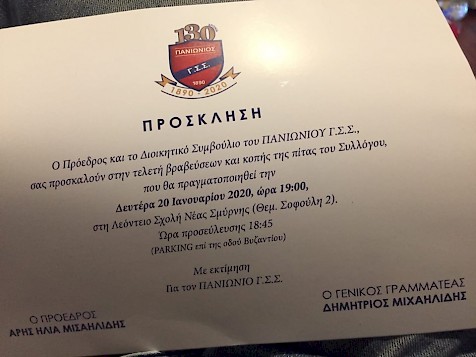 130
ΠΑΝΙΩΝΙΟΣ
Γ.Σ.Σ.
1890
1890 - 2020
ΠΡΟΣΚΛΗΣΗ
Ο Πρόεδρος και το Διοικητικό Συμβούλιο του ΠΑΝΙΩΝΙΟΥ Γ.Σ.Σ.,
σας προσκαλούν στην τελετή βραβεύσεων και κοπής της πίτας του Συλλόγου,
που θα πραγματοποιηθεί την
Δευτέρα 20 Ιανουαρίου 2020, ώρα 19:00,
στη Λεόντειο Σχολή Νέας Σμύρνης (Θεμ. Σοφούλη 2).
Ώρα προσέλευσης 18:45
(PARKING επί της οδού Βυζαντίου)
Με εκτίμηση
Για τον ΠΑΝΙΩΝΙΟ Γ.Σ.Σ.
Ο ΠΡΟΕΔΡΟΣ
ΑΡΗΣ ΗΛΙΑ ΜΙΣΑΗΛΙΔΗΣ
Ο ΓΕΝΙΚΟΣ ΓΡΑΜΜΑΤΕΑΣ
ΔΗΜΗΤΡΙΟΣ ΜΙΧΑΗΛΙΔΗΣ